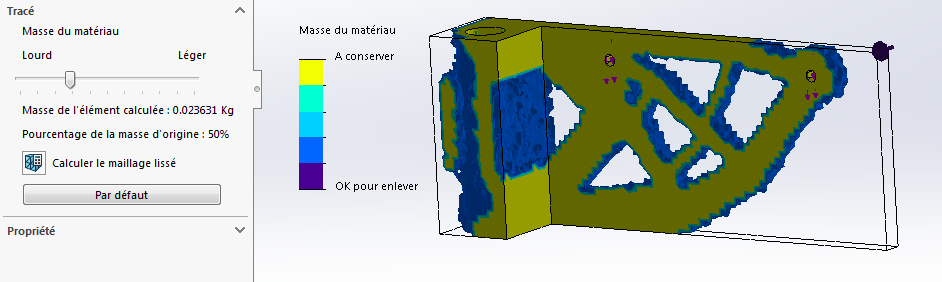 Tracé
Masse du matériau
Lourd Léger
Masse de l'élément calculée : 0.023631 Kg
Pourcentage de la masse d'origine : 50%
Calculer le maillage lissé
Par défaut
Propriété
Masse du matériau
A conserver
OK pour enlever